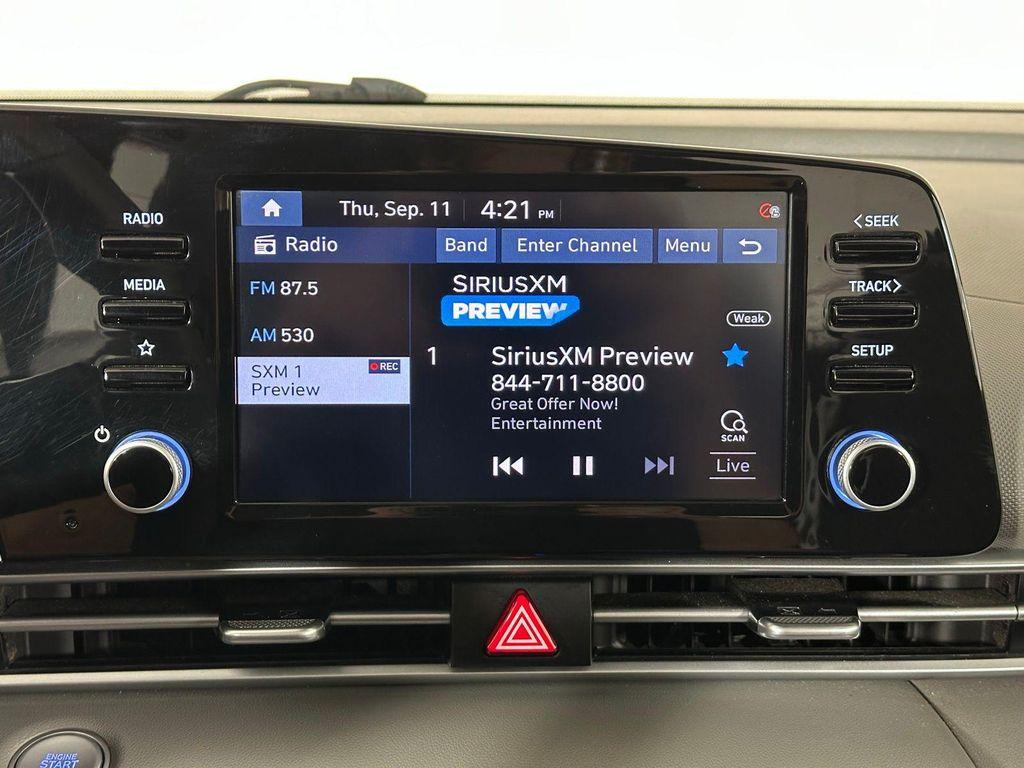 RADIO
MEDIA
Thu, Sep. 11 4:21 PM
Radio Band Enter Channel Menu
FM 87.5
AM 530
SXM 1 REC
Preview
SIRIUSXM
PREVIEW
Weak
1 SiriusXM Preview
844-711-8800
Great Offer Now!
Entertainment
SCAN
Live
< SEEK
TRACK >
SETUP
ENGINE
START